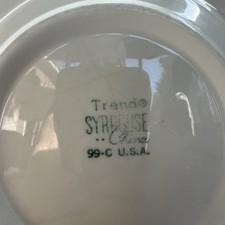 Trend®
SYRACUSE
China
99-C U.S.A.